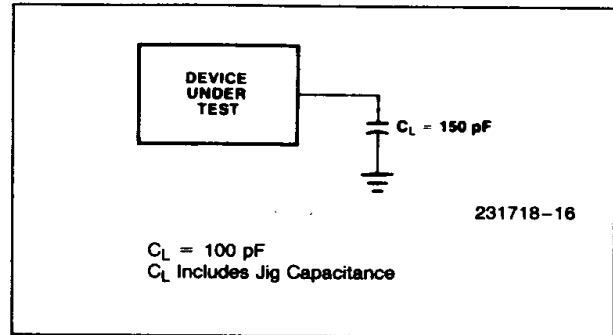 DEVICE
UNDER
TEST
C_L = 150 pF
231718-16
C_L = 100 pF
C_L Includes Jig Capacitance